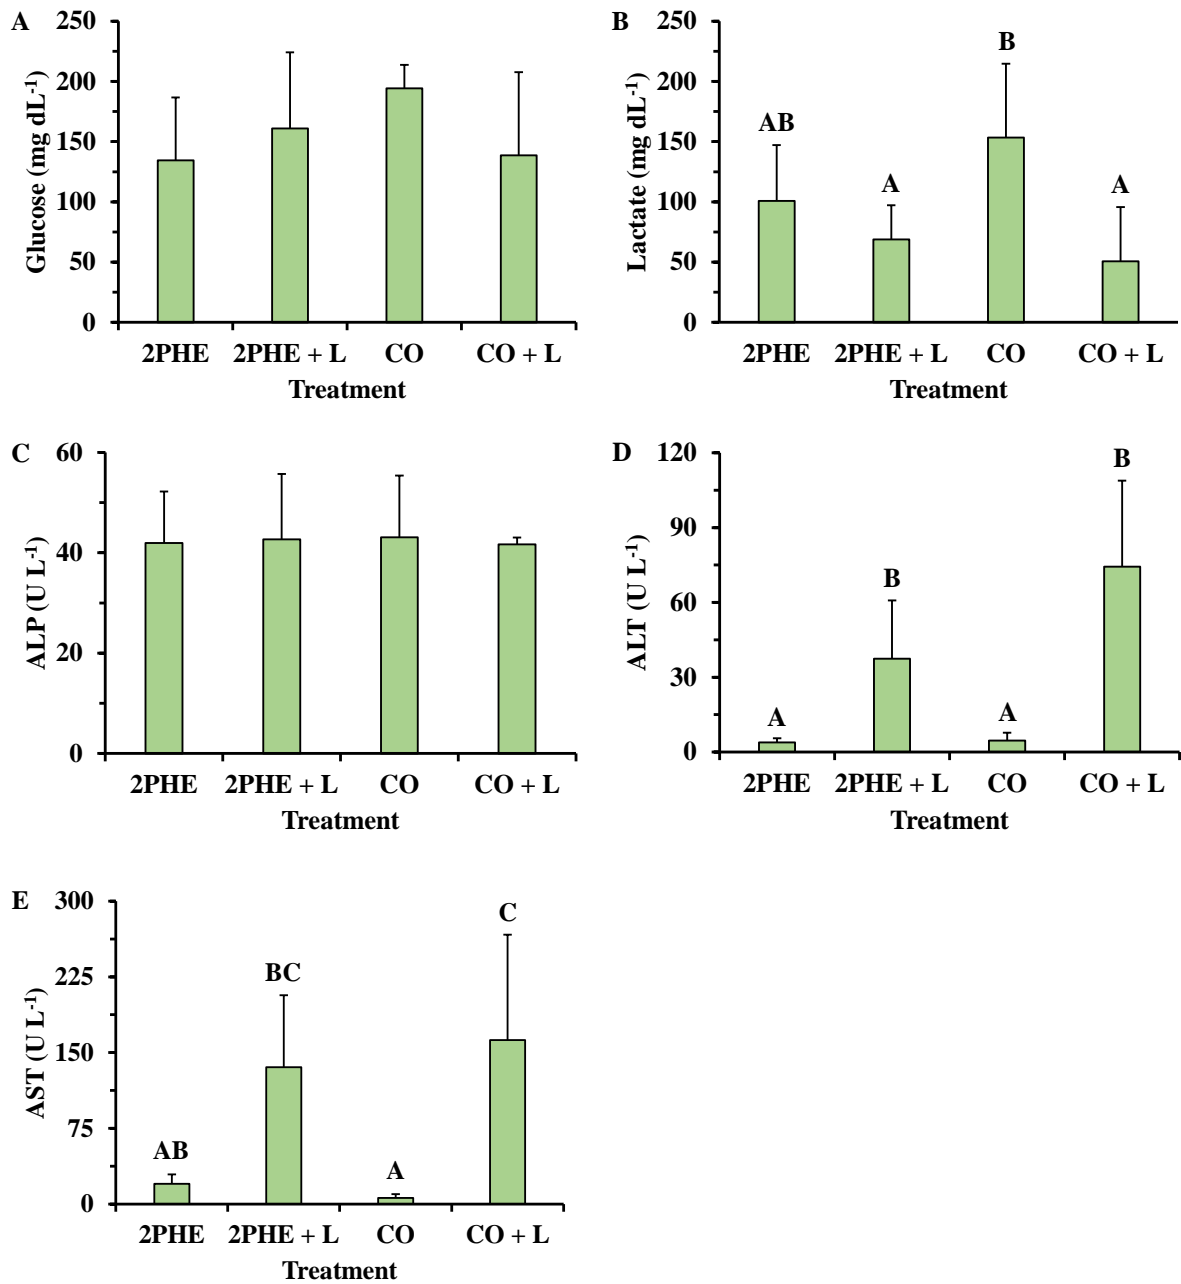 A
Glucose (mg dL-1)
250
200
150
100
50
0
2PHE 2PHE + L CO CO + L
Treatment
B
Lactate (mg dL-1)
250
200
150
100
50
0
AB
A
B
A
2PHE 2PHE + L CO CO + L
Treatment
C
ALP (U L-1)
60
40
20
0
2PHE 2PHE + L CO CO + L
Treatment
D
ALT (U L-1)
120
90
60
30
0
A
B
A
B
2PHE 2PHE + L CO CO + L
Treatment
E
AST (U L-1)
300
225
150
75
0
AB
BC
A
C
2PHE 2PHE + L CO CO + L
Treatment